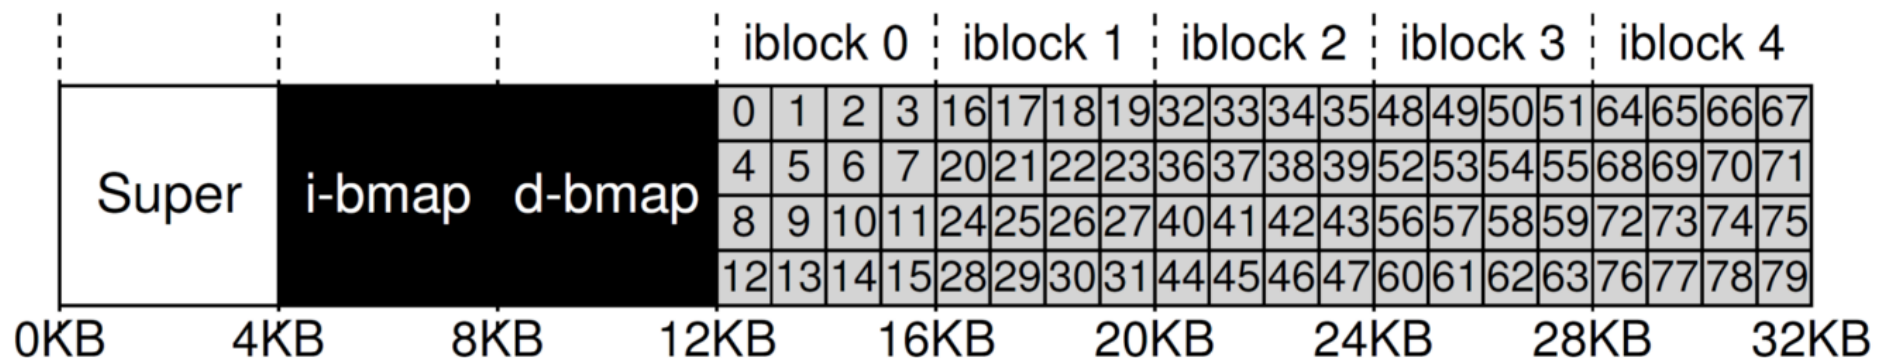 iblock 0 iblock 1 iblock 2 iblock 3 iblock 4
0 1 2 3 16 17 18 19 32 33 34 35 48 49 50 51 64 65 66 67
4 5 6 7 20 21 22 23 36 37 38 39 52 53 54 55 68 69 70 71
Super i-bmap d-bmap
8 9 10 11 24 25 26 27 40 41 42 43 56 57 58 59 72 73 74 75
12 13 14 15 28 29 30 31 44 45 46 47 60 61 62 63 76 77 78 79
0KB 4KB 8KB 12KB 16KB 20KB 24KB 28KB 32KB